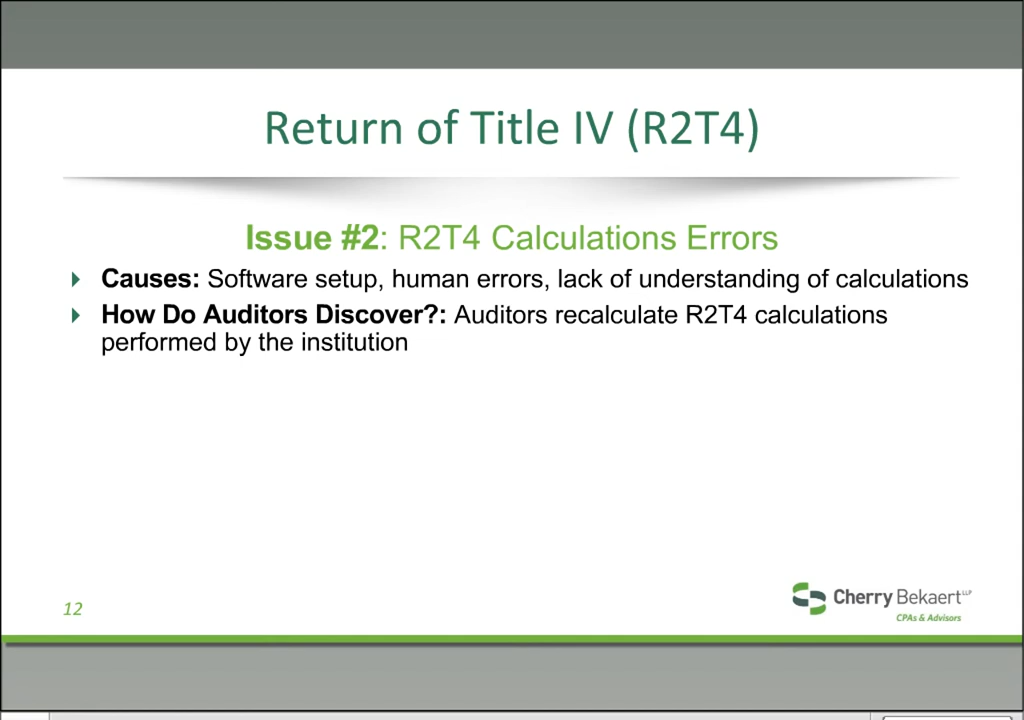 Return of Title IV (R2T4)
Issue #2: R2T4 Calculations Errors
Causes: Software setup, human errors, lack of understanding of calculations
How Do Auditors Discover?: Auditors recalculate R2T4 calculations
performed by the institution
12
Cherry Bekaert LLP
CPAs & Advisors